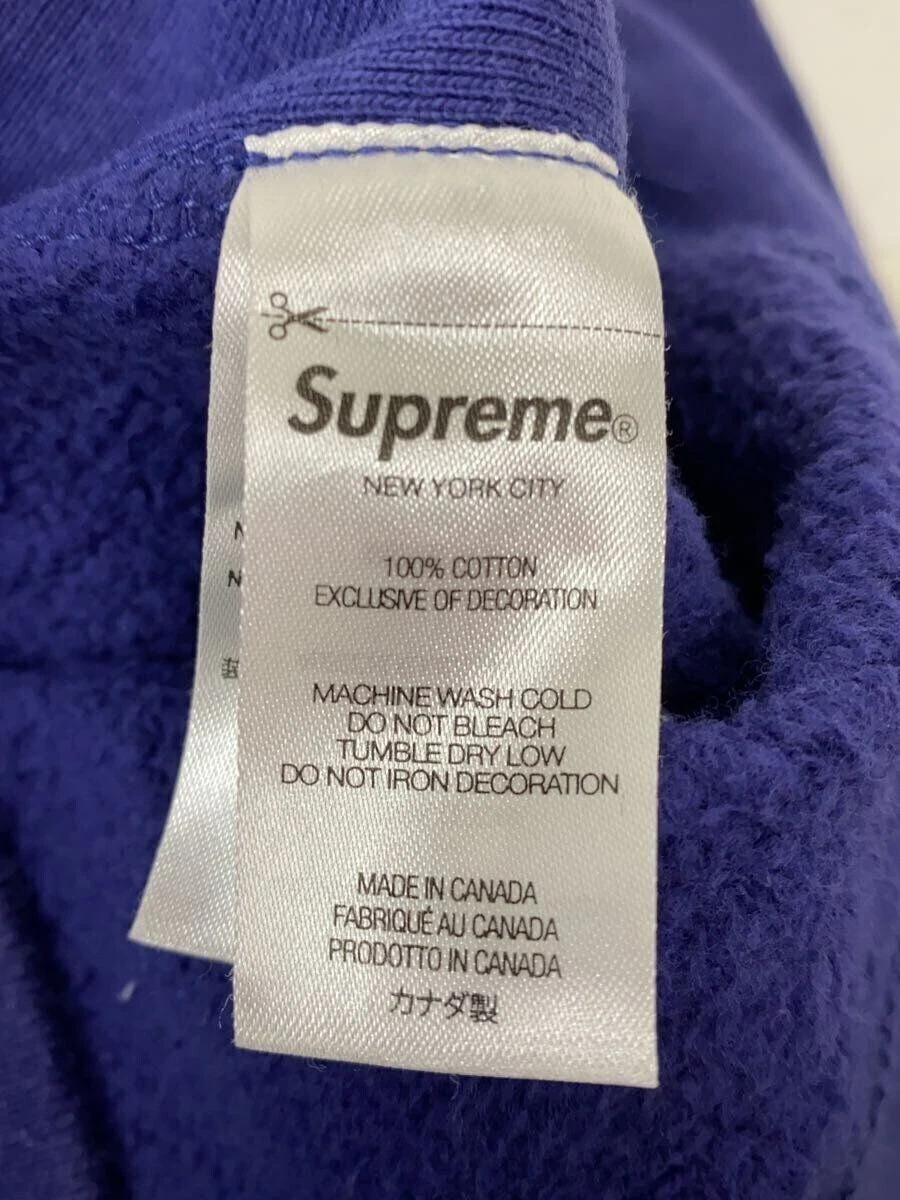 Supreme®
NEW YORK CITY
100% COTTON
EXCLUSIVE OF DECORATION
MACHINE WASH COLD
DO NOT BLEACH
TUMBLE DRY LOW
DO NOT IRON DECORATION
MADE IN CANADA
FABRIQUÉ AU CANADA
PRODOTTO IN CANADA
カナダ製